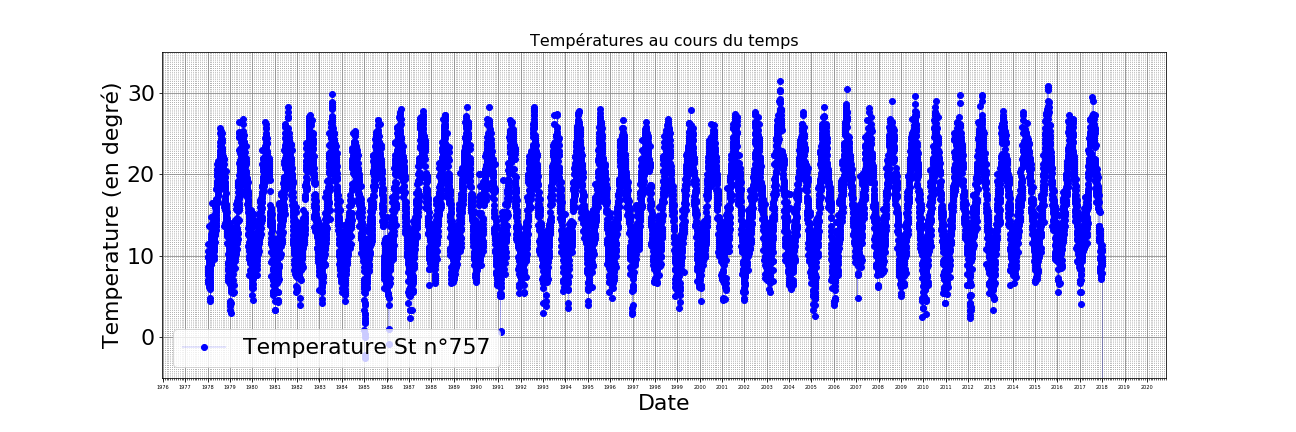 Températures au cours du temps
Temperature (en degré)
30
20
10
0
Temperature St n°757
1976 1977 1978 1979 1980 1981 1982 1983 1984 1985 1986 1987 1988 1989 1990 1991 1992 1993 1994 1995 1996 1997 1998 1999 2000 2001 2002 2003 2004 2005 2006 2007 2008 2009 2010 2011 2012 2013 2014 2015 2016 2017 2018 2019 2020
Date